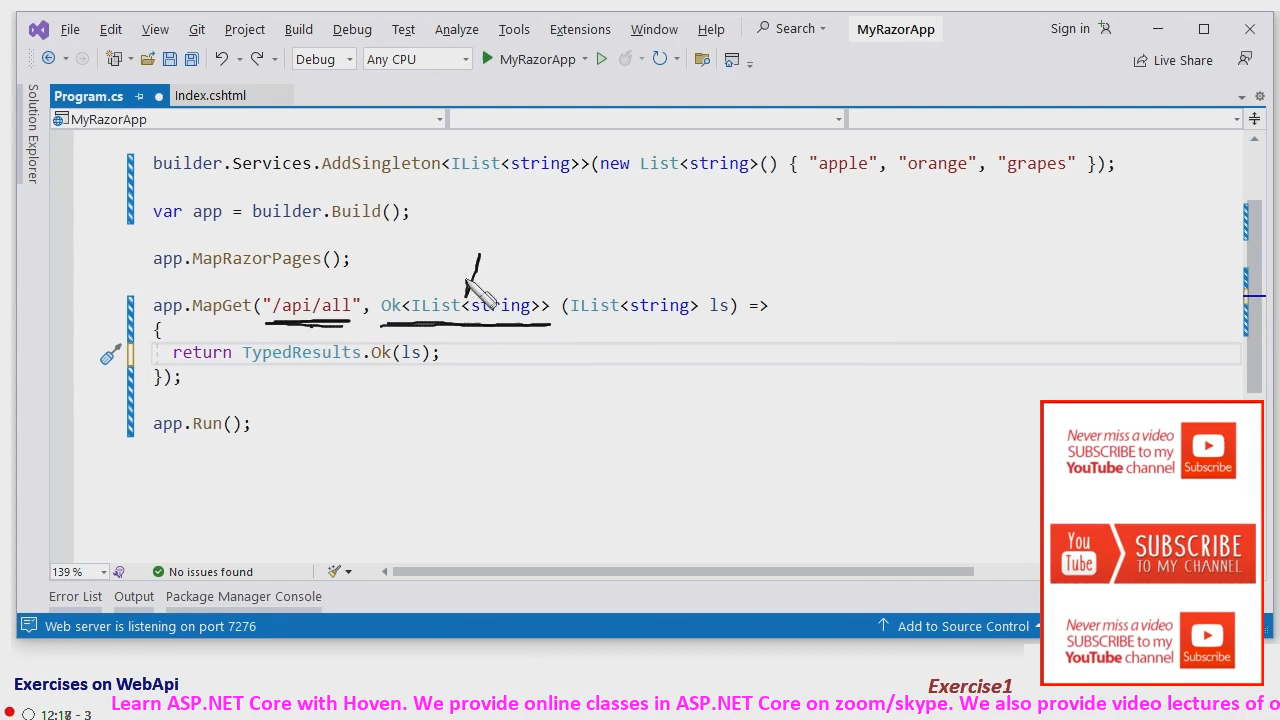 File Edit View Git Project Build Debug Test Analyze Tools Extensions Window Help Search MyRazorApp Sign in
Debug Any CPU MyRazorApp Live Share
Solution Explorer
Program.cs Index.cshtml
MyRazorApp
builder.Services.AddSingleton<IList<string>>(new List<string>() { "apple", "orange", "grapes" });
var app = builder.Build();
app.MapRazorPages();
app.MapGet("/api/all", Ok<IList<string>> (IList<string> ls) =>
{
return TypedResults.Ok(ls);
});
app.Run();
139 % No issues found
Error List Output Package Manager Console
Web server is listening on port 7276 Add to Source Control
Never miss a video
SUBSCRIBE to my
YouTube channel
Subscribe
You
Tube
SUBSCRIBE
TO MY CHANNEL
Never miss a video
SUBSCRIBE to my
YouTube channel
Subscribe
Exercises on WebApi
Exercise1
Learn ASP.NET Core with Hoven. We provide online classes in ASP.NET Core on zoom/skype. We also provide video lectures of